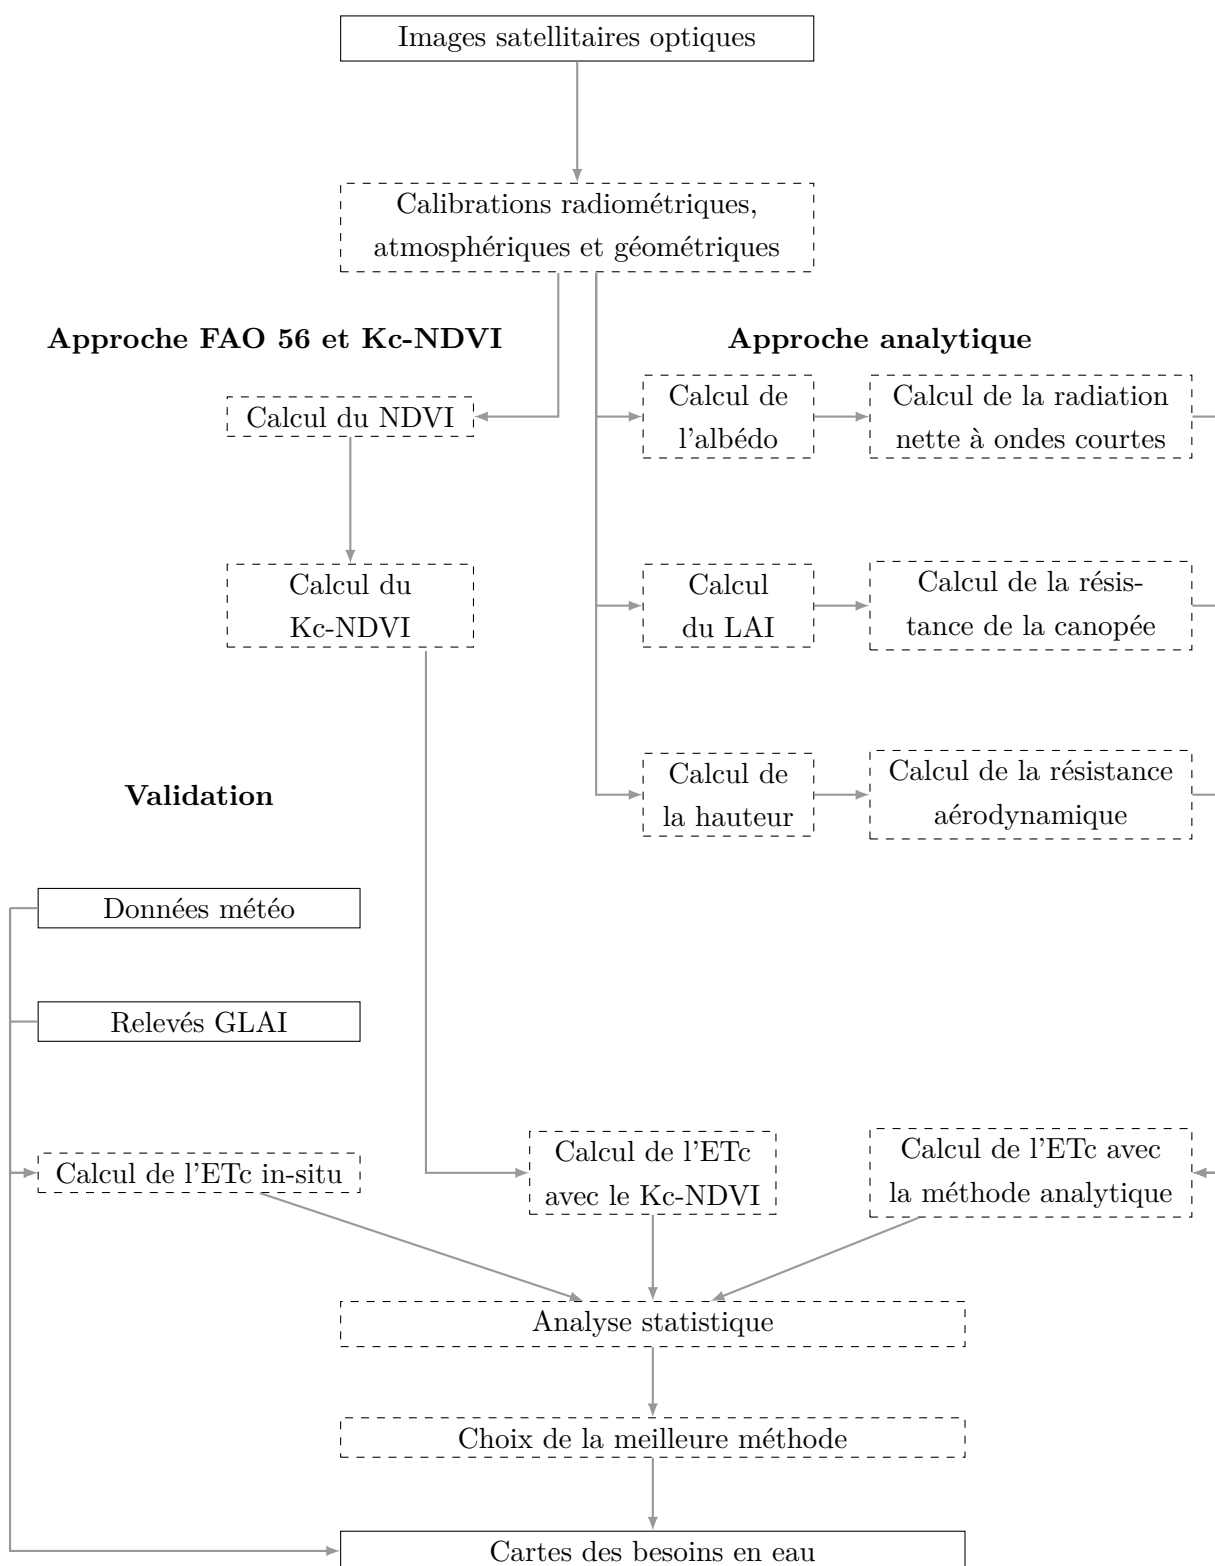 Images satellitaires optiques
Calibrations radiométriques,
atmosphériques et géométriques
Approche FAO 56 et Kc-NDVI
Approche analytique
Calcul du NDVI
Calcul de
l'albédo
Calcul de la radiation
nette à ondes courtes
Calcul du
Kc-NDVI
Calcul
du LAI
Calcul de la résis-
tance de la canopée
Validation
Calcul de
la hauteur
Calcul de la résistance
aérodynamique
Données météo
Relevés GLAI
Calcul de l'ETc in-situ
Calcul de l'ETc
avec le Kc-NDVI
Calcul de l'ETc avec
la méthode analytique
Analyse statistique
Choix de la meilleure méthode
Cartes des besoins en eau